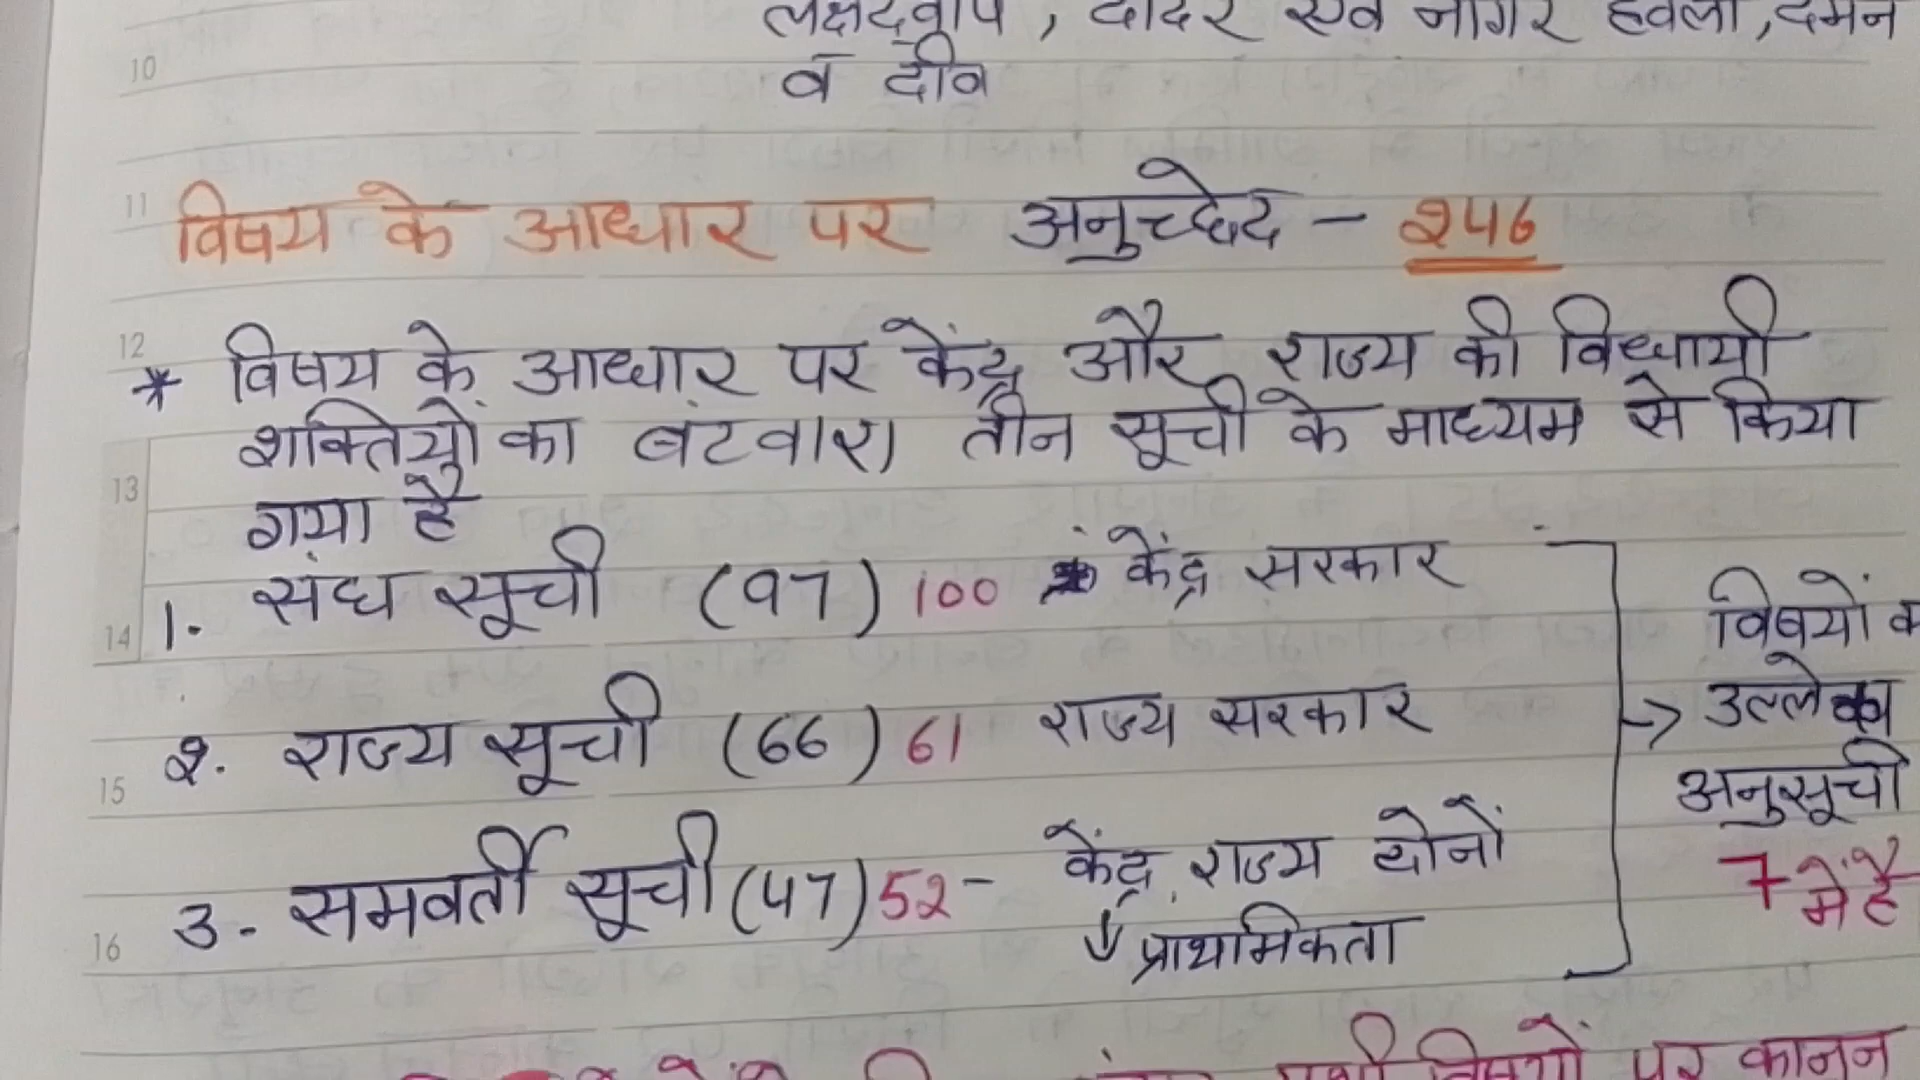 लक्षद्वीप, दादर एवं नागर हवेली, दमन
व दीव
विषय के आधार पर अनुच्छेद - 246
* विषय के आधार पर केंद्र और राज्य की विधायी
शक्तियों का बंटवारा तीन सूची के माध्यम से किया
गया है
1. संघ सूची (97) 100 केंद्र सरकार
2. राज्य सूची (66) 61 राज्य सरकार
3- समवर्ती सूची (47) 52- केंद्र, राज्य दोनों
↓ प्राथमिकता
विषयों
→ उल्लेख
अनुसूची
7 में है
विषयों पर कानून